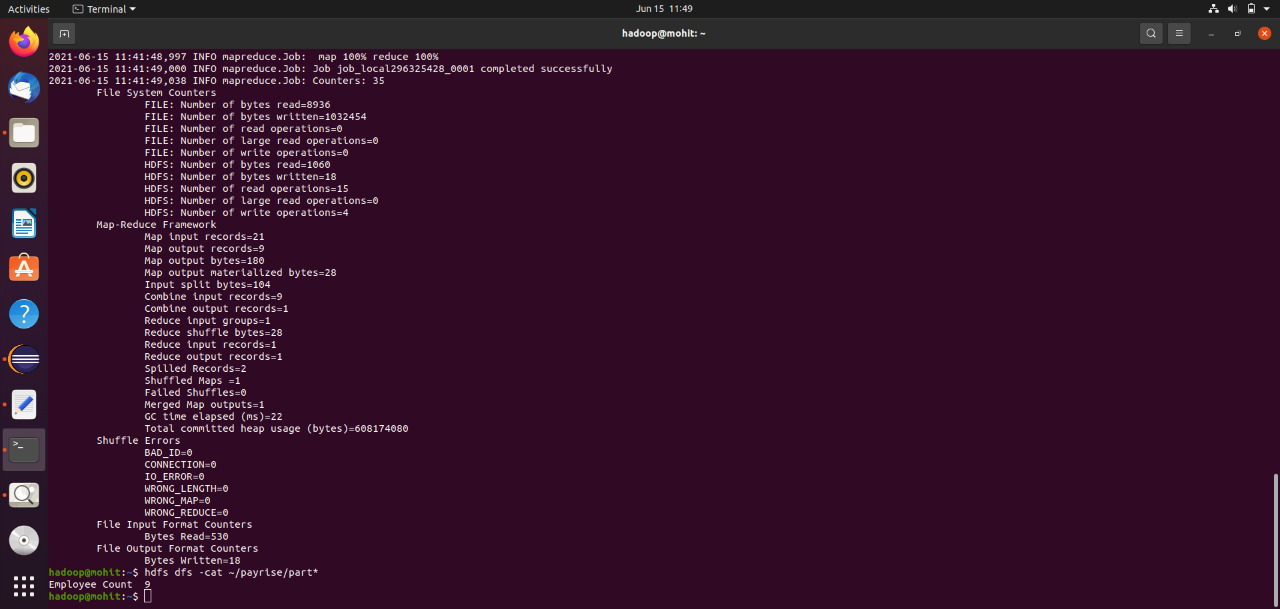 Activities Terminal Jun 15 11:49
hadoop@mohit: ~
2021-06-15 11:41:48,997 INFO mapreduce.Job:  map 100% reduce 100%
2021-06-15 11:41:49,000 INFO mapreduce.Job: Job job_local296325428_0001 completed successfully
2021-06-15 11:41:49,038 INFO mapreduce.Job: Counters: 35
File System Counters
FILE: Number of bytes read=8936
FILE: Number of bytes written=1032454
FILE: Number of read operations=0
FILE: Number of large read operations=0
FILE: Number of write operations=0
HDFS: Number of bytes read=1060
HDFS: Number of bytes written=18
HDFS: Number of read operations=15
HDFS: Number of large read operations=0
HDFS: Number of write operations=4
Map-Reduce Framework
Map input records=21
Map output records=9
Map output bytes=180
Map output materialized bytes=28
Input split bytes=104
Combine input records=9
Combine output records=1
Reduce input groups=1
Reduce shuffle bytes=28
Reduce input records=1
Reduce output records=1
Spilled Records=2
Shuffled Maps =1
Failed Shuffles=0
Merged Map outputs=1
GC time elapsed (ms)=22
Total committed heap usage (bytes)=608174080
Shuffle Errors
BAD_ID=0
CONNECTION=0
IO_ERROR=0
WRONG_LENGTH=0
WRONG_MAP=0
WRONG_REDUCE=0
File Input Format Counters
Bytes Read=530
File Output Format Counters
Bytes Written=18
hadoop@mohit:~$ hdfs dfs -cat ~/payrise/part*
Employee Count  9
hadoop@mohit:~$